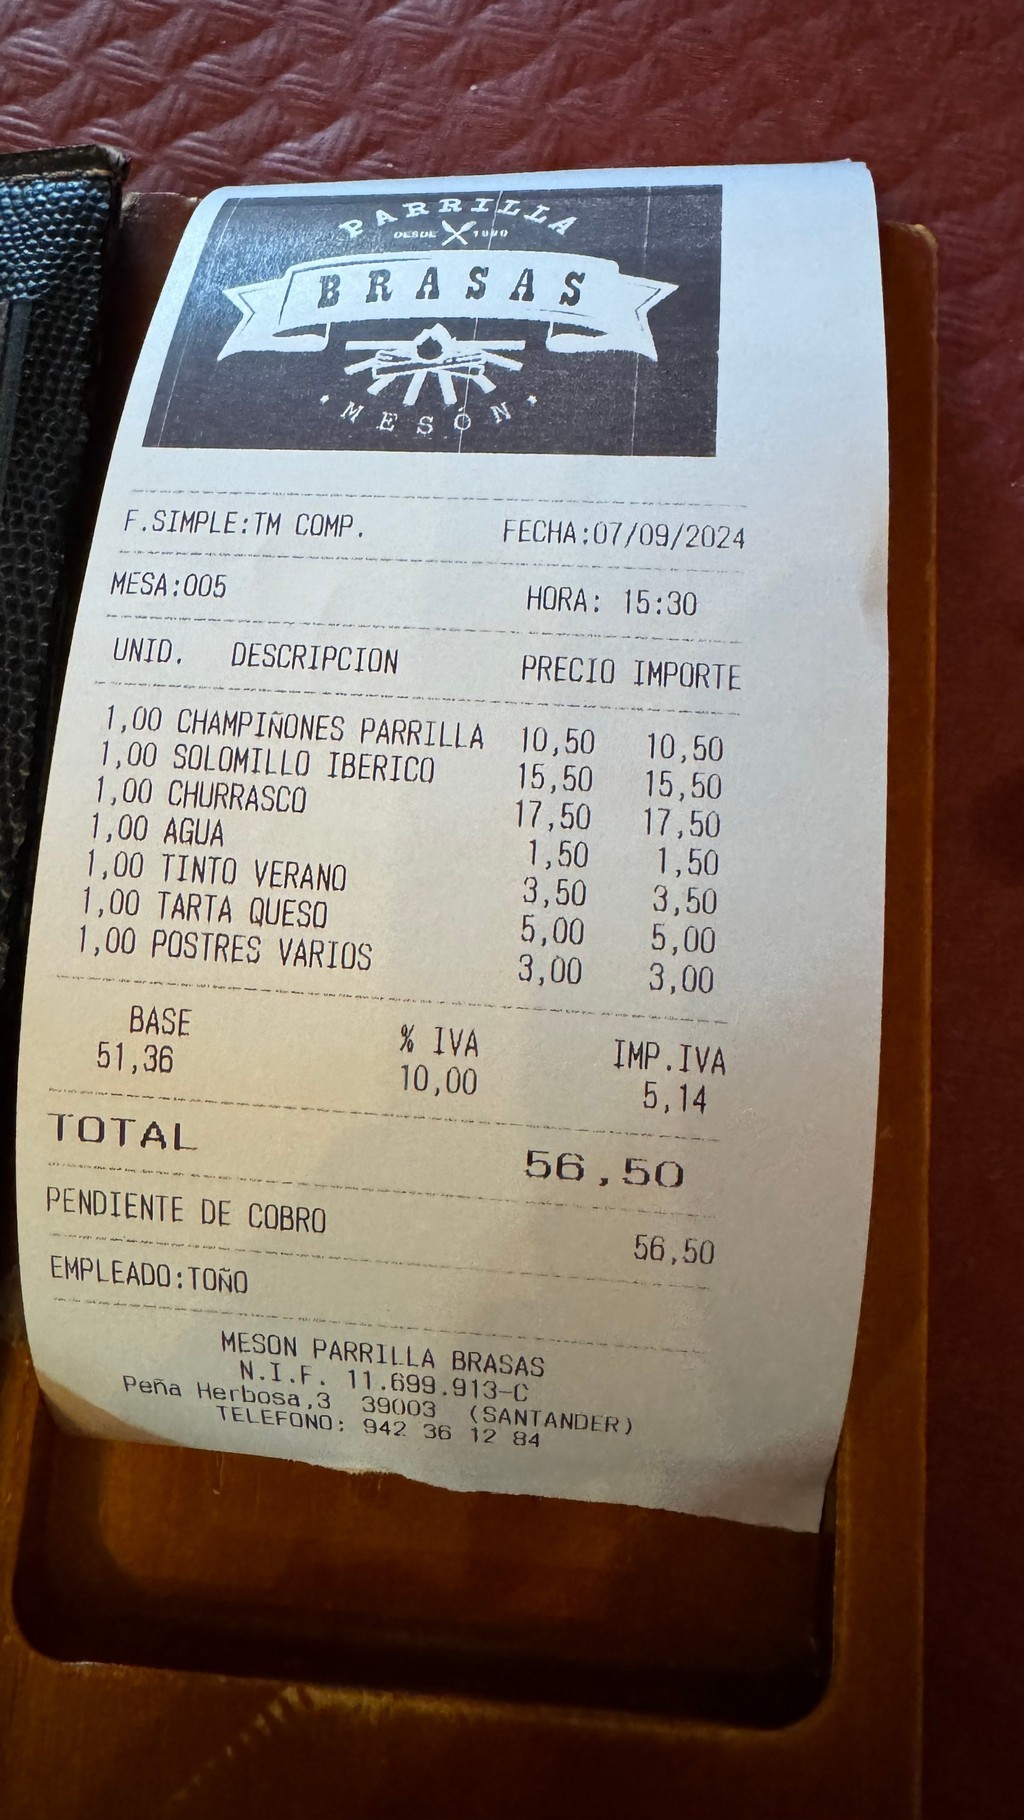 PARRILLA
DESDE 1990
BRASAS
MESÓN
F.SIMPLE:TM COMP. FECHA:07/09/2024
MESA:005 HORA: 15:30
UNID. DESCRIPCION PRECIO IMPORTE
1,00 CHAMPIÑONES PARRILLA 10,50 10,50
1,00 SOLOMILLO IBERICO 15,50 15,50
1,00 CHURRASCO 17,50 17,50
1,00 AGUA 1,50 1,50
1,00 TINTO VERANO 3,50 3,50
1,00 TARTA QUESO 5,00 5,00
1,00 POSTRES VARIOS 3,00 3,00
BASE % IVA IMP.IVA
51,36 10,00 5,14
TOTAL 56,50
PENDIENTE DE COBRO 56,50
EMPLEADO:TOÑO
MESON PARRILLA BRASAS
N.I.F. 11.699.913-C
Peña Herbosa,3 39003 (SANTANDER)
TELEFONO: 942 36 12 84